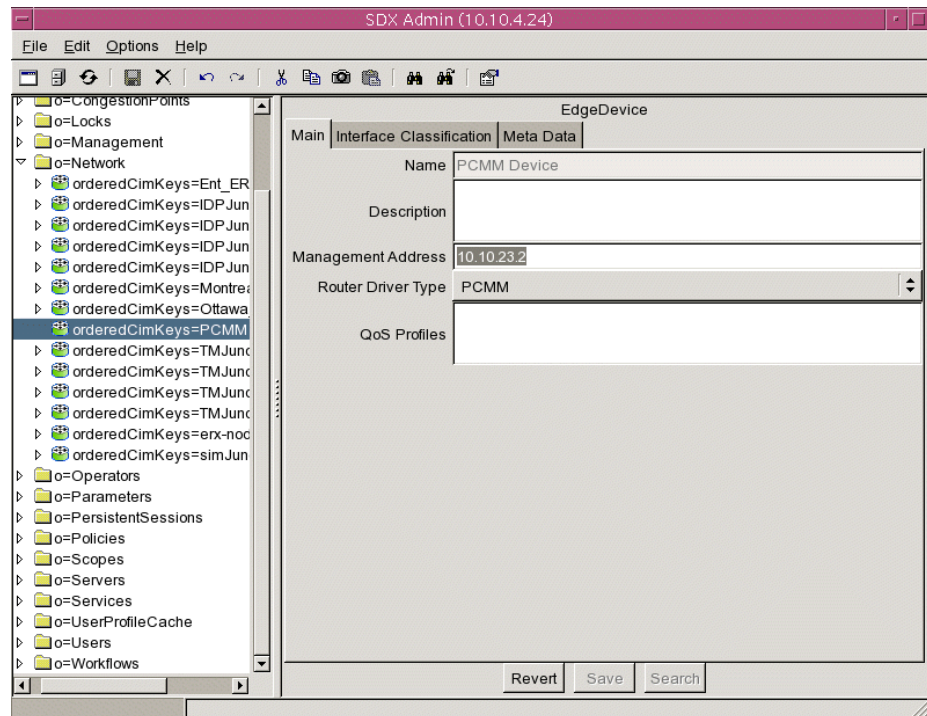 SDX Admin (10.10.4.24)
File Edit Options Help
o=CongestionPoints
o=Locks
o=Management
o=Network
orderedCimKeys=Ent_ER
orderedCimKeys=IDPJun
orderedCimKeys=IDPJun
orderedCimKeys=IDPJun
orderedCimKeys=IDPJun
orderedCimKeys=Montrea
orderedCimKeys=Ottawa_
orderedCimKeys=PCMM
orderedCimKeys=TMJunc
orderedCimKeys=TMJunc
orderedCimKeys=TMJunc
orderedCimKeys=TMJunc
orderedCimKeys=erx-nod
orderedCimKeys=simJun
o=Operators
o=Parameters
o=PersistentSessions
o=Policies
o=Scopes
o=Servers
o=Services
o=UserProfileCache
o=Users
o=Workflows
EdgeDevice
Main Interface Classification Meta Data
Name PCMM Device
Description
Management Address 10.10.23.2
Router Driver Type PCMM
QoS Profiles
Revert Save Search